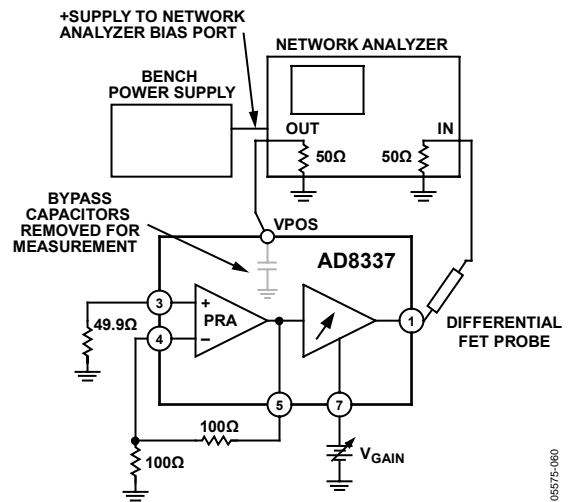 +SUPPLY TO NETWORK
ANALYZER BIAS PORT
NETWORK ANALYZER
BENCH
POWER SUPPLY
OUT
IN
50Ω
50Ω
BYPASS
CAPACITORS
REMOVED FOR
MEASUREMENT
VPOS
AD8337
3
+
PRA
49.9Ω
4
–
1
DIFFERENTIAL
FET PROBE
5
7
100Ω
100Ω
VGAIN
05575-060